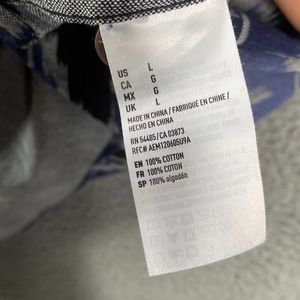 US L
CA G
MX G
UK L
MADE IN CHINA / FABRIQUÉ EN CHINE /
HECHO EN CHINA
RN 54485/CA 03873
RFC# AEM120605U9A
EN 100% COTTON
FR 100% COTON
SP 100% algodón